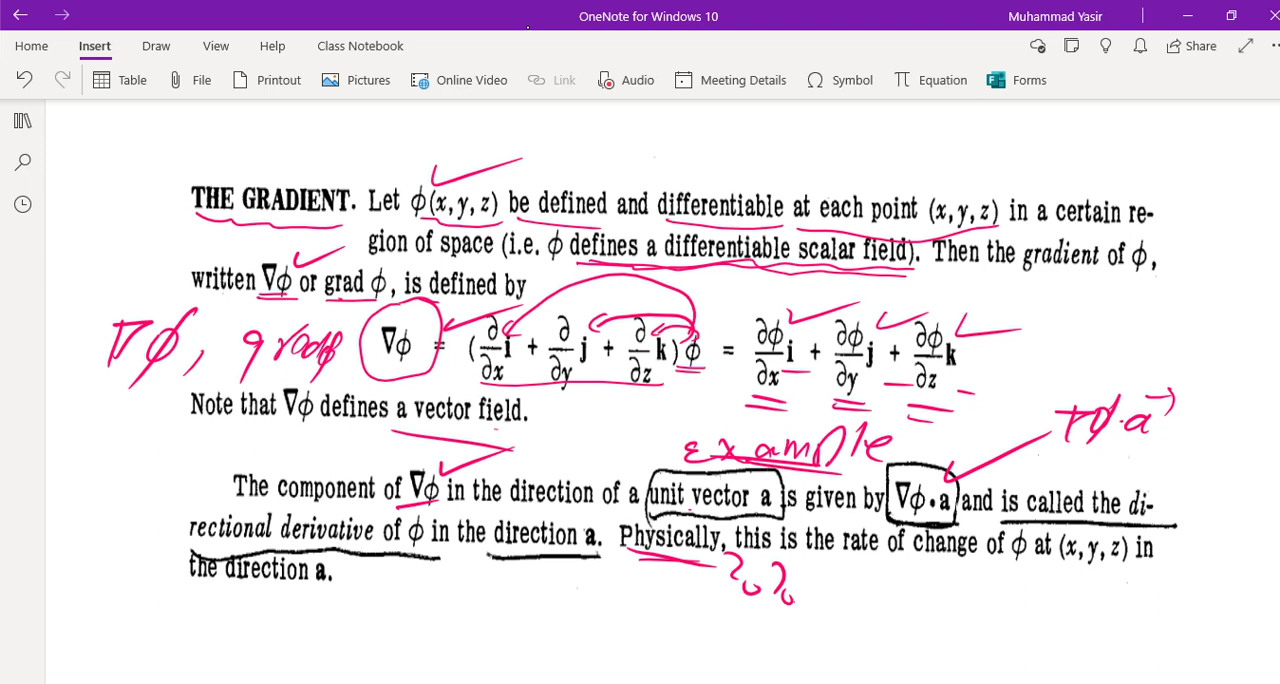 OneNote for Windows 10
Muhammad Yasir
Home Insert Draw View Help Class Notebook
Share
Table File Printout Pictures Online Video Link Audio Meeting Details Symbol Equation Forms
THE GRADIENT. Let ϕ(x, y, z) be defined and differentiable at each point (x, y, z) in a certain re-
gion of space (i.e. ϕ defines a differentiable scalar field). Then the gradient of ϕ,
written ∇ϕ or grad ϕ, is defined by
∇ϕ, gradϕ
∇ϕ = (∂/∂x i + ∂/∂y j + ∂/∂z k) ϕ = ∂ϕ/∂x i + ∂ϕ/∂y j + ∂ϕ/∂z k
Note that ∇ϕ defines a vector field.
∇ϕ·a→
example
The component of ∇ϕ in the direction of a unit vector a is given by ∇ϕ·a and is called the di-
rectional derivative of ϕ in the direction a. Physically, this is the rate of change of ϕ at (x, y, z) in
the direction a.
??